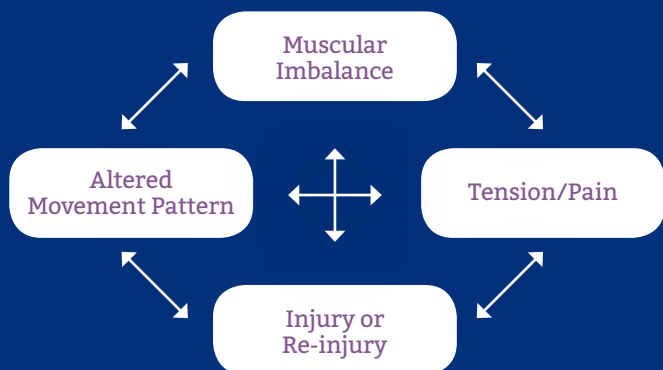 Muscular
Imbalance
Altered
Movement Pattern
Tension/Pain
Injury or
Re-injury